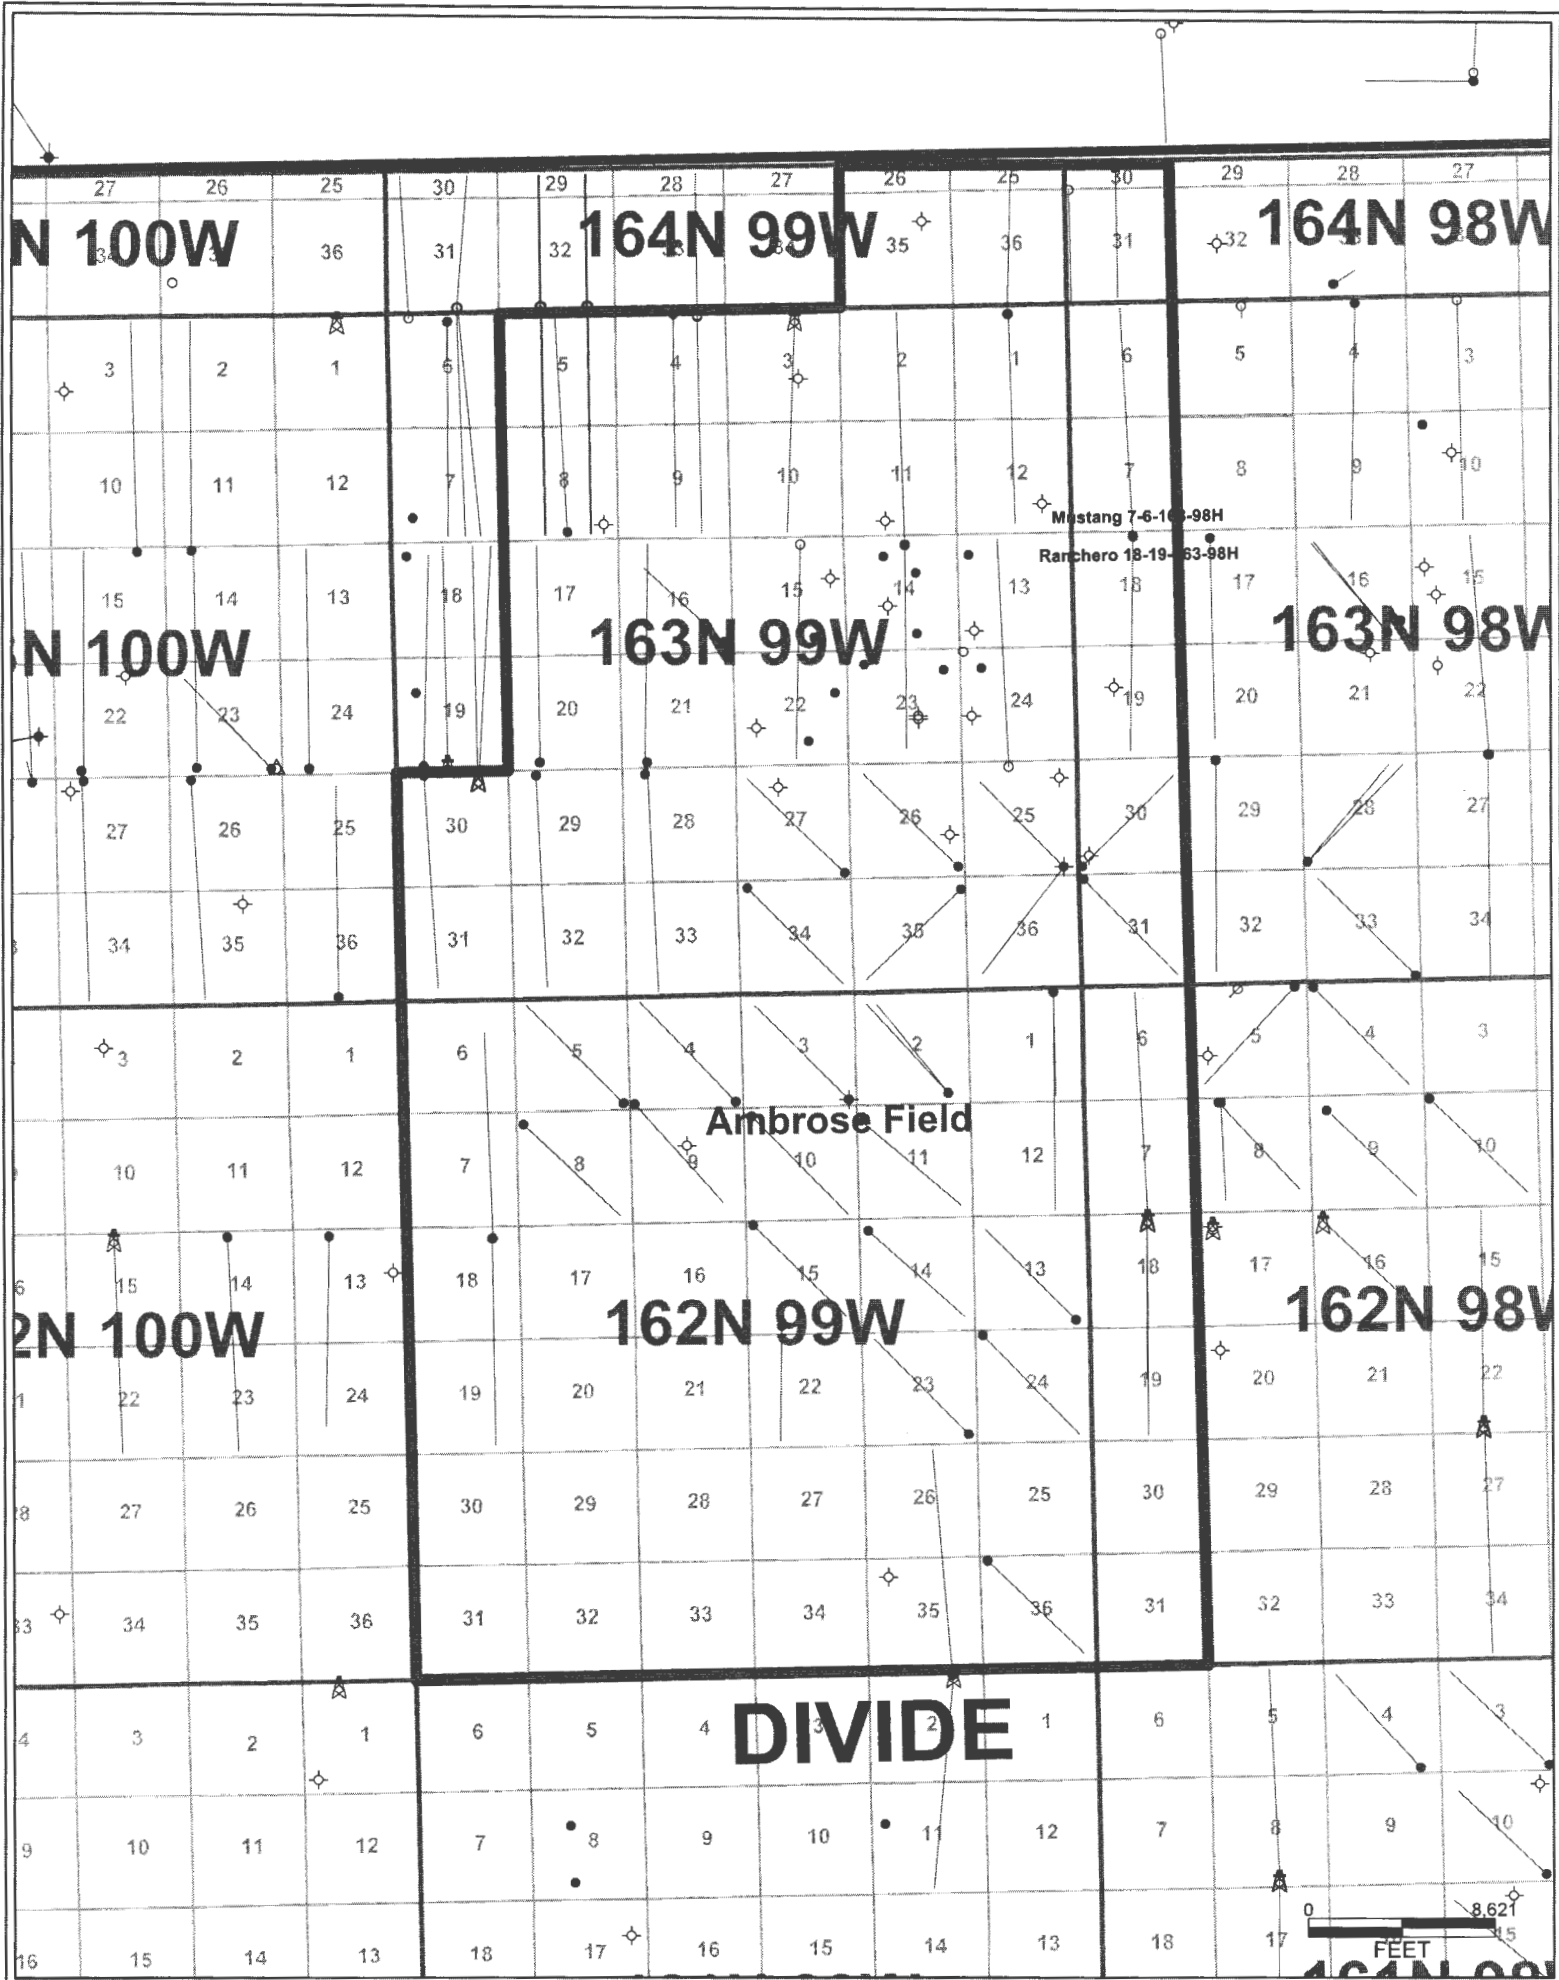 27 26 25 30 29 28 27 26 25 30 29 28 27
N 100W 164N 99W 164N 98W
36 31 32 35 36 31 32
3 2 1 6 5 4 3 2 1 6 5 4 3
10 11 12 7 8 9 10 11 12 7 8 9 10
Mustang 7-6-163-98H
Ranchero 18-19-163-98H
15 14 13 18 17 16 15 14 13 18 17 16 15
N 100W 163N 99W 163N 98W
22 23 24 19 20 21 22 23 24 19 20 21 22
27 26 25 30 29 28 27 26 25 30 29 28 27
34 35 36 31 32 33 34 35 36 31 32 33 34
3 2 1 6 5 4 3 2 1 6 5 4 3
Ambrose Field
10 11 12 7 8 9 10 11 12 7 8 9 10
15 14 13 18 17 16 15 14 13 18 17 16 15
2N 100W 162N 99W 162N 98W
22 23 24 19 20 21 22 23 24 19 20 21 22
28 27 26 25 30 29 28 27 26 25 30 29 28 27
33 34 35 36 31 32 33 34 35 36 31 32 33 34
DIVIDE
4 3 2 1 6 5 4 3 2 1 6 5 4 3
9 10 11 12 7 8 9 10 11 12 7 8 9 10
0 8,621
FEET
16 15 14 13 18 17 16 15 14 13 18 17 15